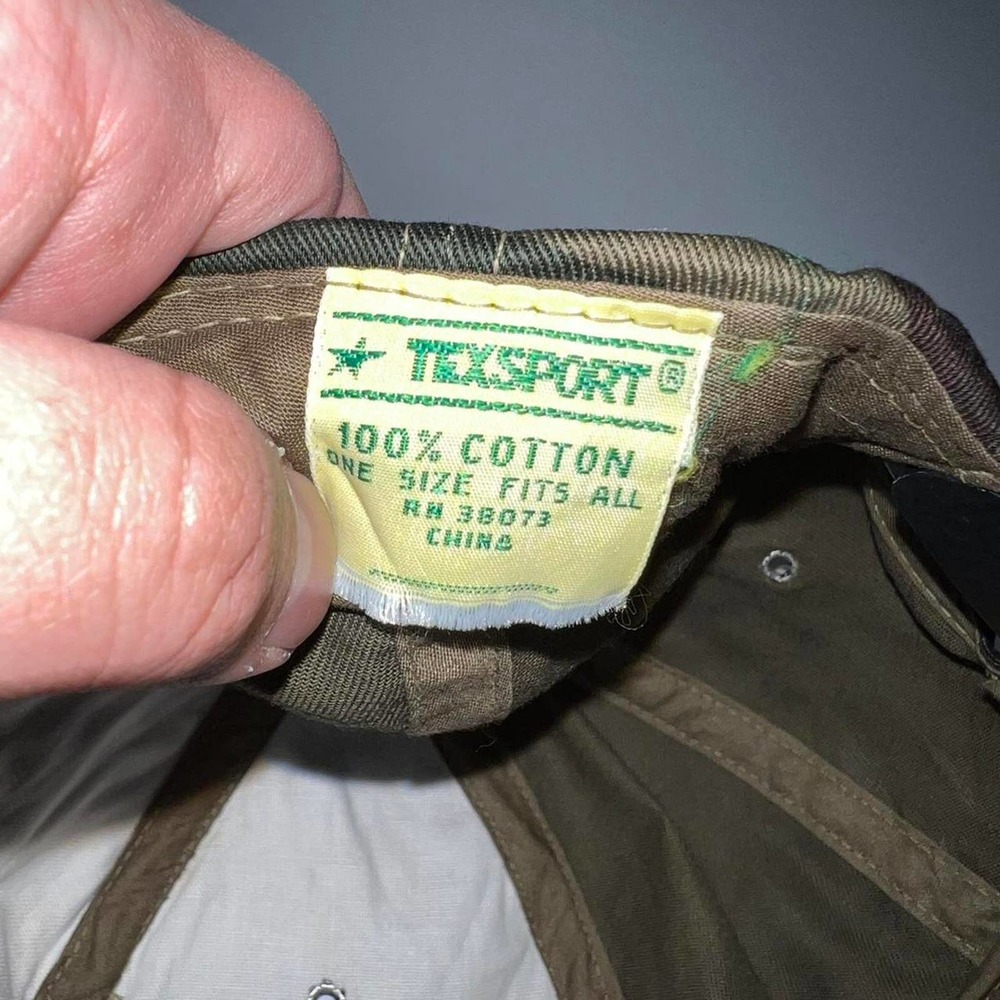 ★ TEXSPORT®
100% COTTON
ONE SIZE FITS ALL
RN 38073
CHINA